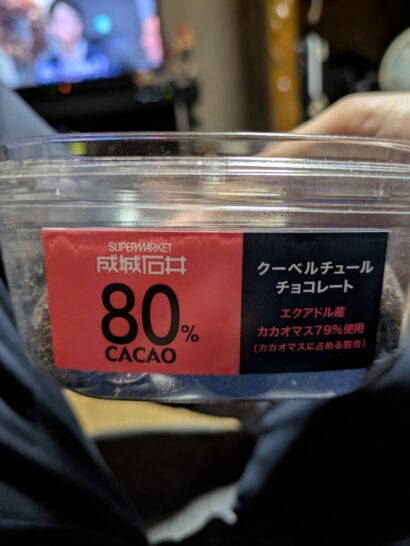 SUPERMARKET
成城石井
80%
CACAO
クーベルチュール
チョコレート
エクアドル産
カカオマス79%使用
(カカオマスに占める割合)